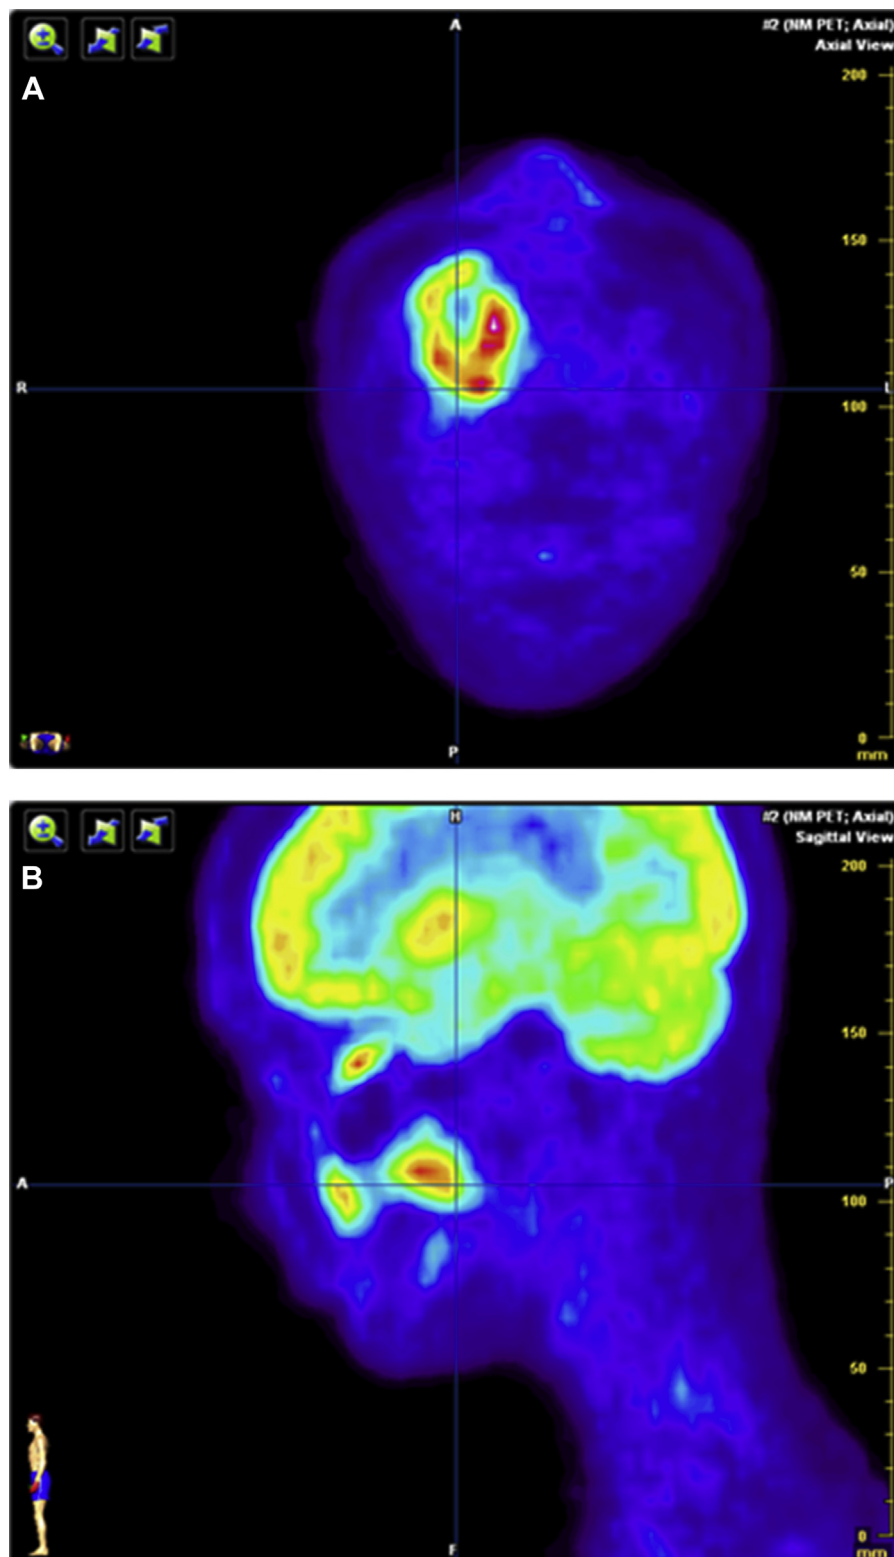 A
A
#2 (NM PET; Axial)
Axial View
200
150
R
L
100
50
P
0
mm
B
H
#2 (NM PET; Axial)
Sagittal View
200
150
A
P
100
50
F
0
mm